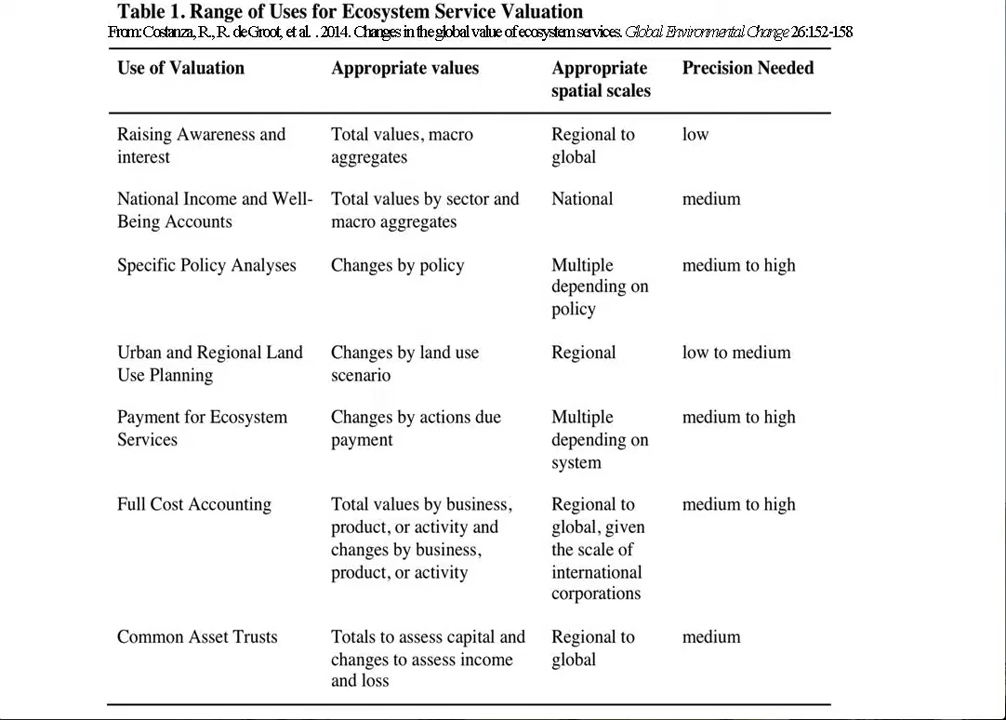 Table 1. Range of Uses for Ecosystem Service Valuation
From: Costanza, R., R. de Groot, et al. . 2014. Changes in the global value of ecosystem services. Global Environmental Change 26:152-158
Use of Valuation Appropriate values Appropriate spatial scales Precision Needed
Raising Awareness and interest Total values, macro aggregates Regional to global low
National Income and Well-Being Accounts Total values by sector and macro aggregates National medium
Specific Policy Analyses Changes by policy Multiple depending on policy medium to high
Urban and Regional Land Use Planning Changes by land use scenario Regional low to medium
Payment for Ecosystem Services Changes by actions due payment Multiple depending on system medium to high
Full Cost Accounting Total values by business, product, or activity and changes by business, product, or activity Regional to global, given the scale of international corporations medium to high
Common Asset Trusts Totals to assess capital and changes to assess income and loss Regional to global medium